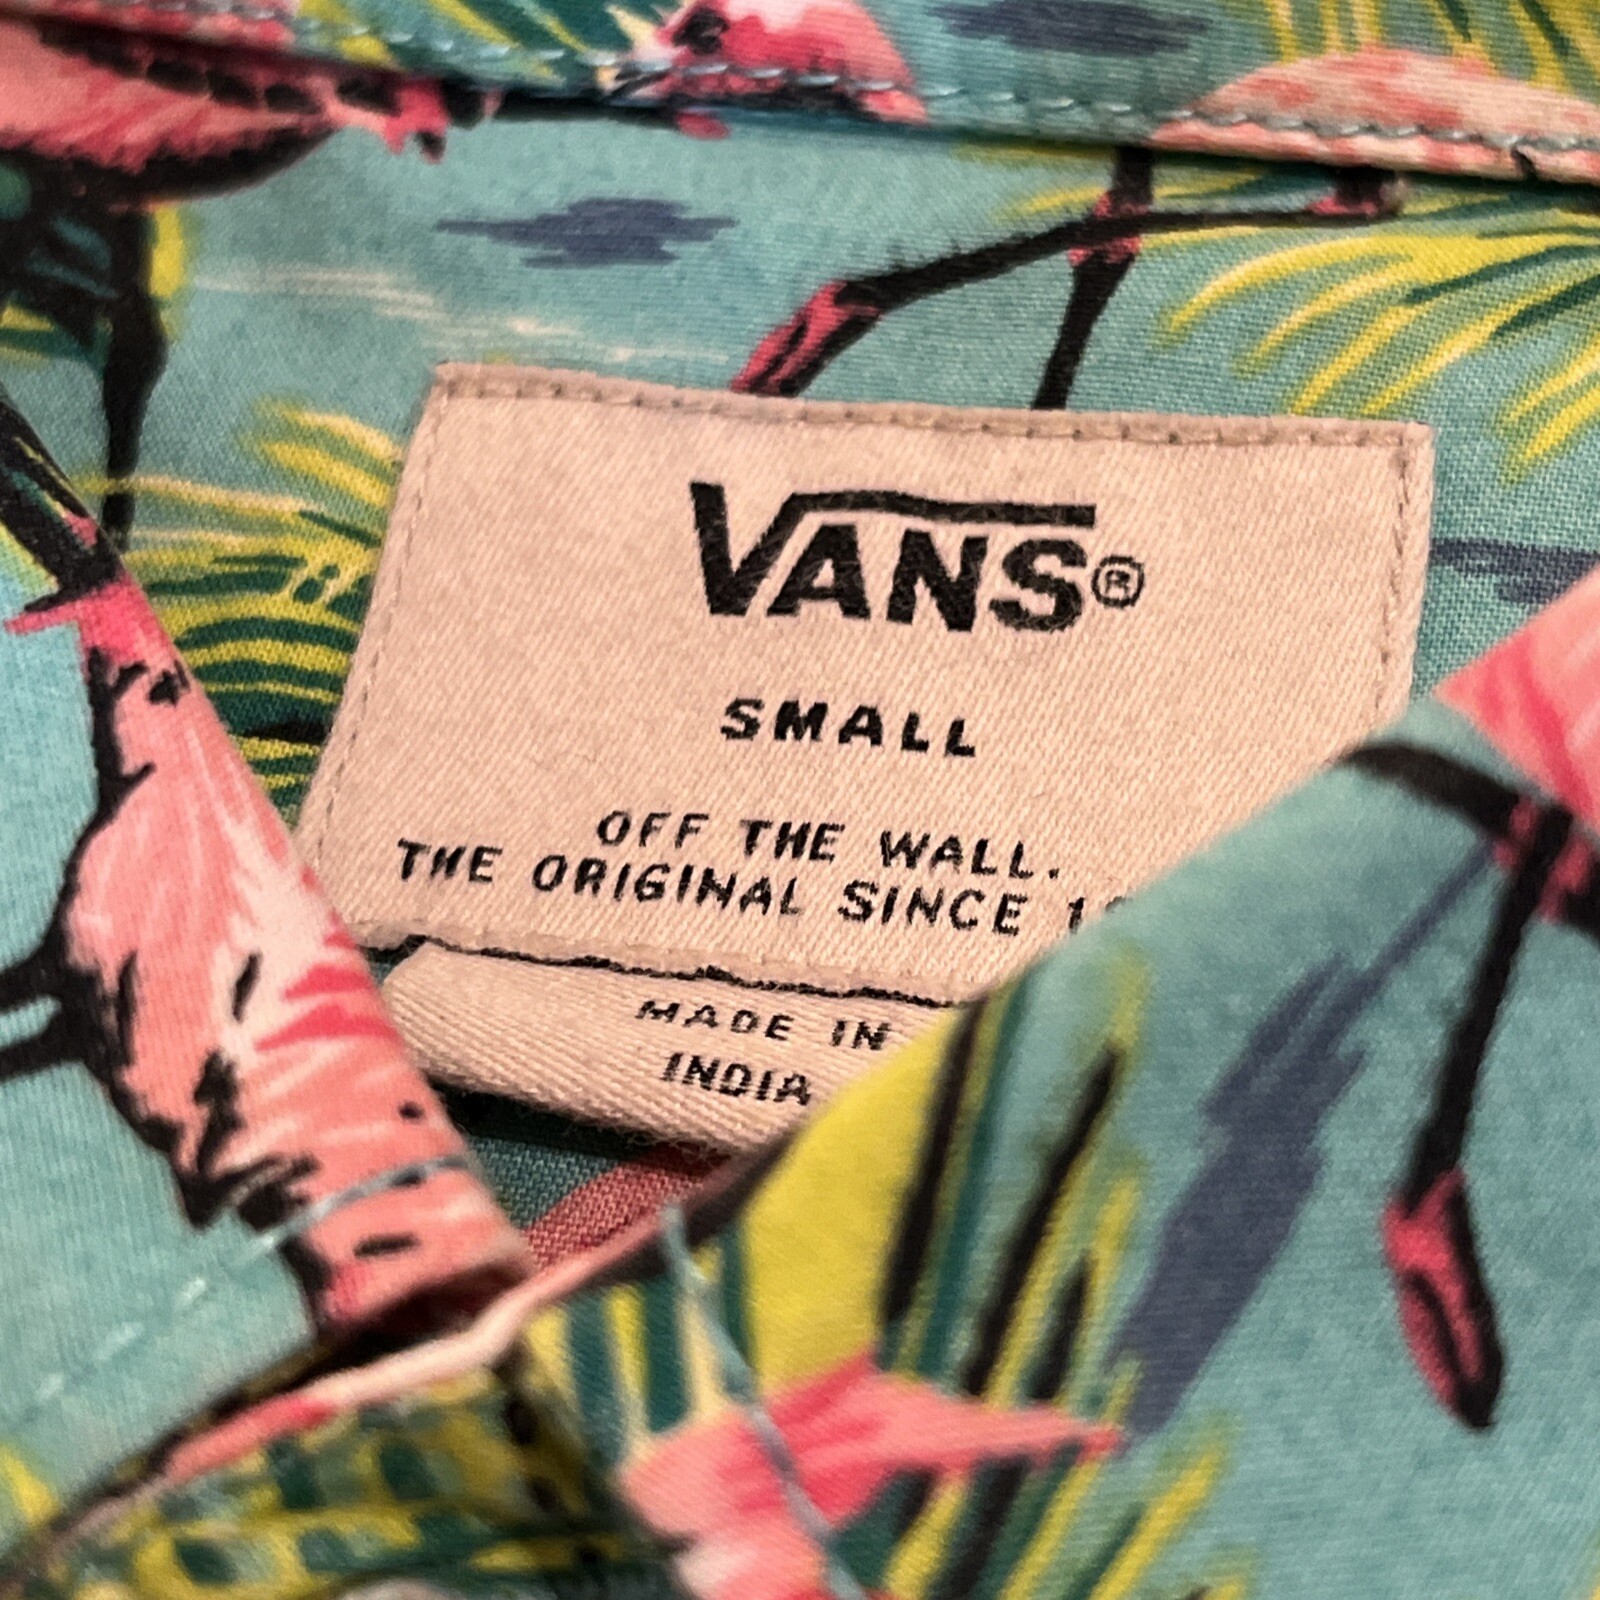 VANS®
SMALL
OFF THE WALL.
THE ORIGINAL SINCE
MADE IN
INDIA